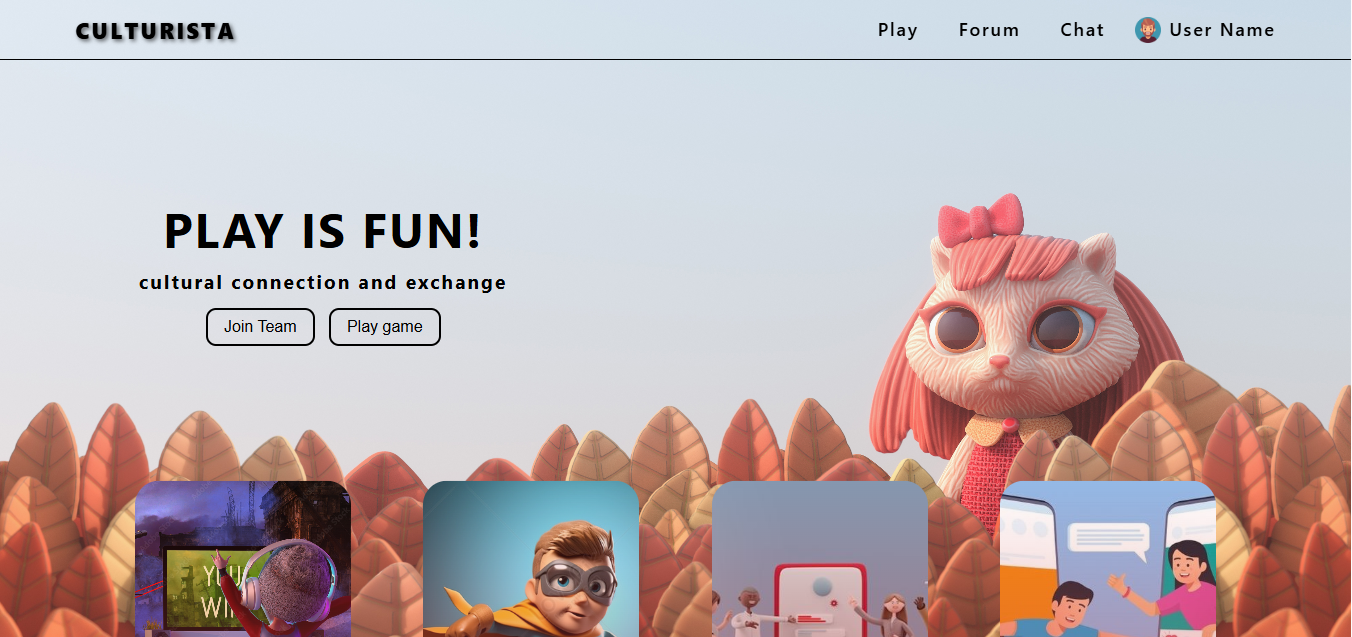 CULTURISTA
Play
Forum
Chat
User Name
PLAY IS FUN!
cultural connection and exchange
Join Team
Play game
YOU
WI